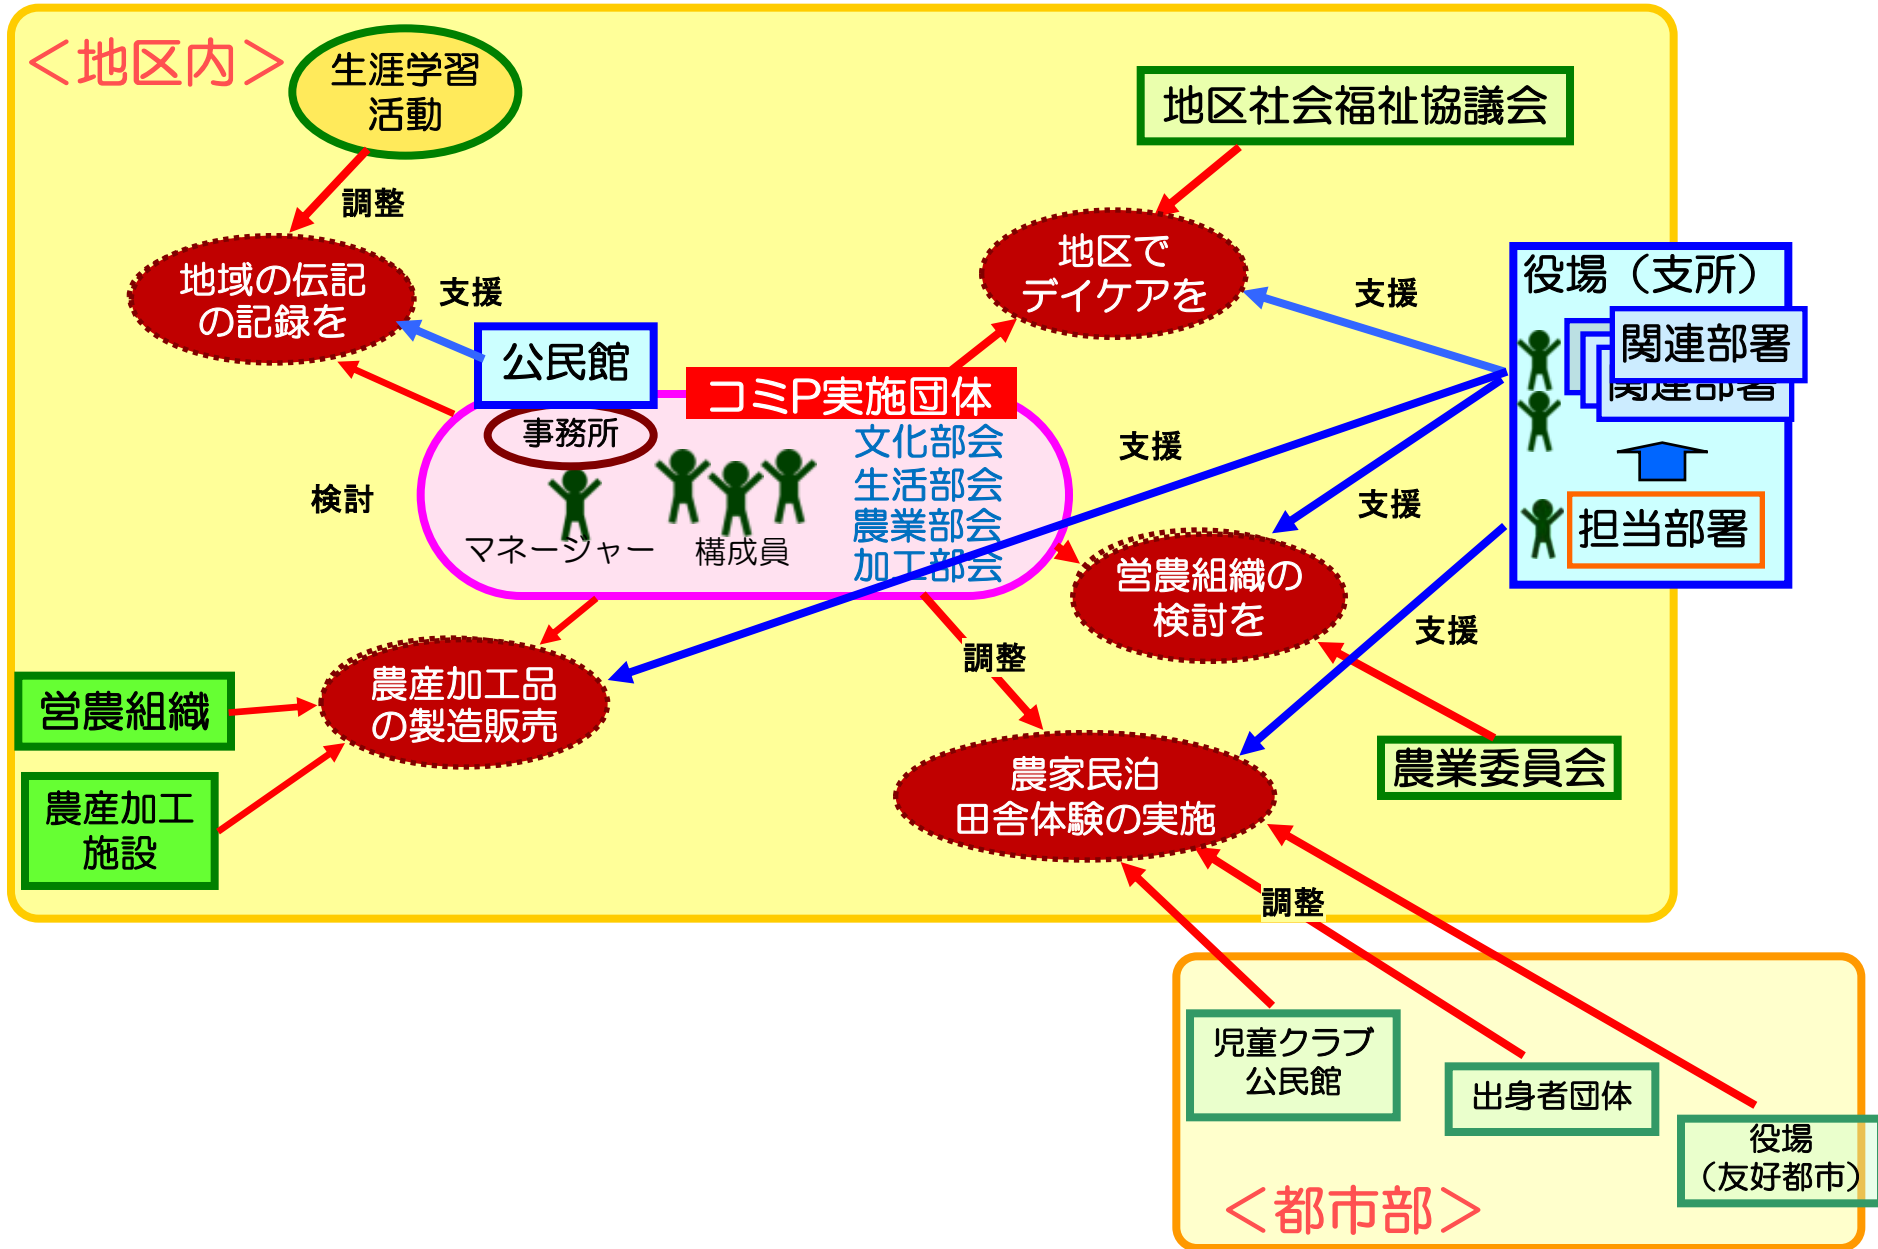 ＜地区内＞
生涯学習
活動
地区社会福祉協議会
調整
地域の伝記
の記録を
支援
地区で
デイケアを
支援
役場（支所）
関連部署
関連部署
担当部署
公民館
コミP実施団体
事務所
マネージャー
構成員
文化部会
生活部会
農業部会
加工部会
検討
支援
支援
営農組織の
検討を
支援
調整
農産加工品
の製造販売
営農組織
農産加工
施設
農家民泊
田舎体験の実施
農業委員会
調整
児童クラブ
公民館
出身者団体
役場
（友好都市）
＜都市部＞